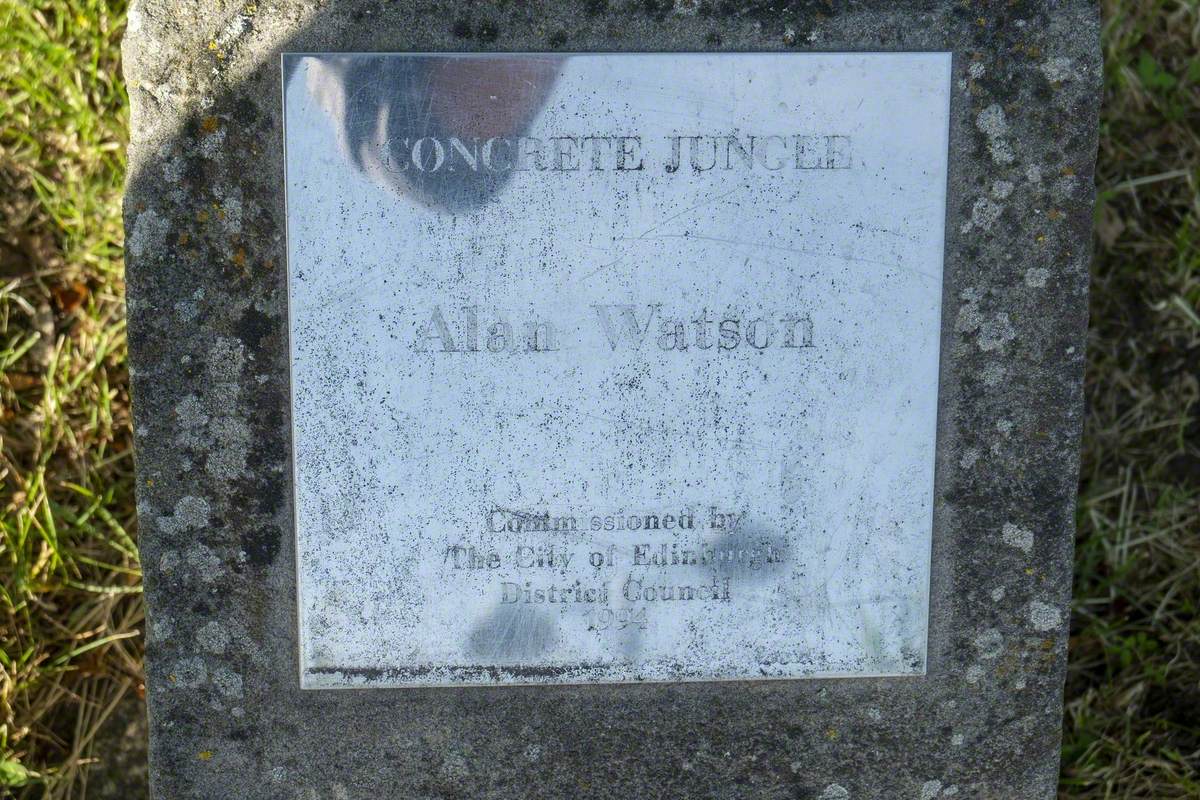 CONCRETE JUNGLE
Alan Watson
Commissioned by
The City of Edinburgh
District Council
1994